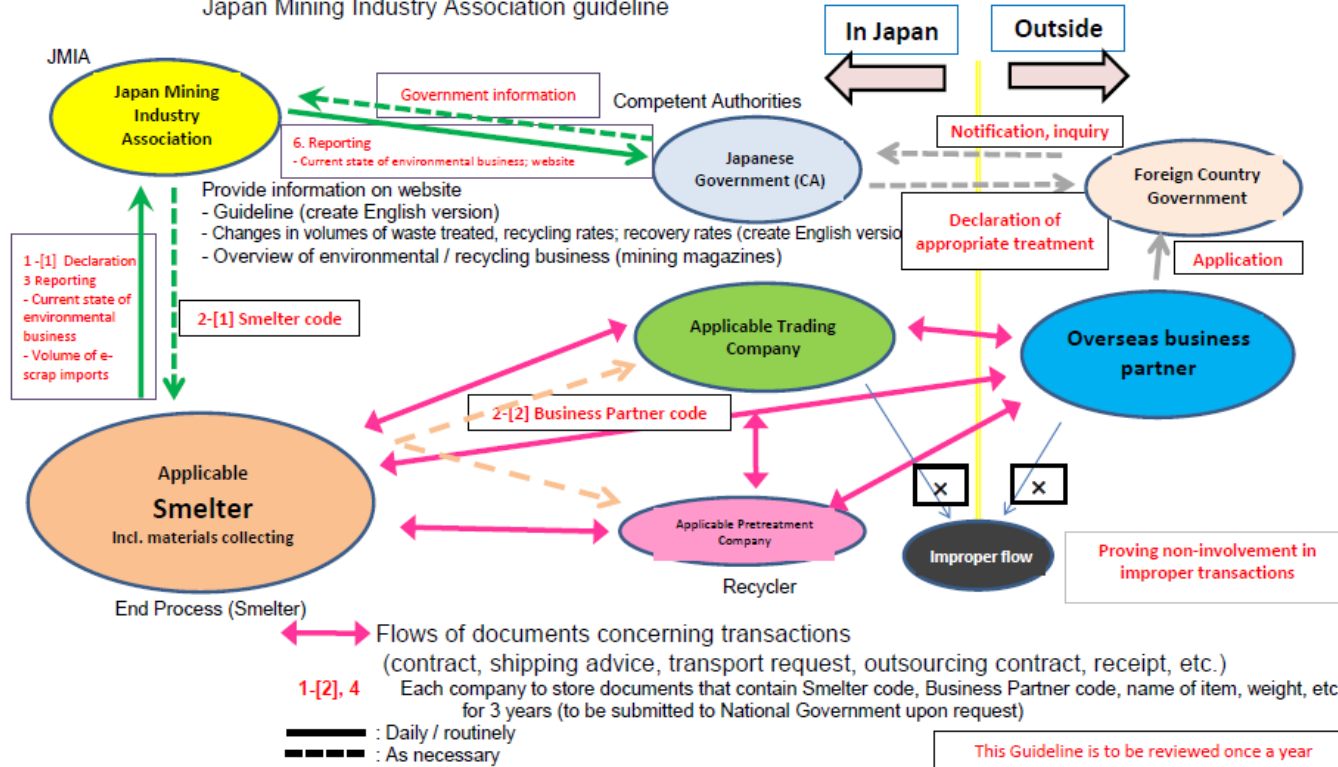 Japan Mining Industry Association guideline
In Japan
Outside
JMIA
Japan Mining
Industry
Association
Government information
6. Reporting
- Current state of environmental business; website
Competent Authorities
Japanese
Government (CA)
Notification, inquiry
Foreign Country
Government
Declaration of
appropriate treatment
Application
Provide information on website
- Guideline (create English version)
- Changes in volumes of waste treated, recycling rates; recovery rates (create English versio
- Overview of environmental / recycling business (mining magazines)
1 -[1] Declaration
3 Reporting
- Current state of
environmental
business
- Volume of e-
scrap imports
2-[1] Smelter code
Applicable Trading
Company
Overseas business
partner
2-[2] Business Partner code
Applicable
Smelter
Incl. materials collecting
End Process (Smelter)
Applicable Pretreatment
Company
Recycler
×
×
Improper flow
Proving non-involvement in
improper transactions
Flows of documents concerning transactions
(contract, shipping advice, transport request, outsourcing contract, receipt, etc.)
1-[2], 4 Each company to store documents that contain Smelter code, Business Partner code, name of item, weight, etc
for 3 years (to be submitted to National Government upon request)
: Daily / routinely
: As necessary
This Guideline is to be reviewed once a year